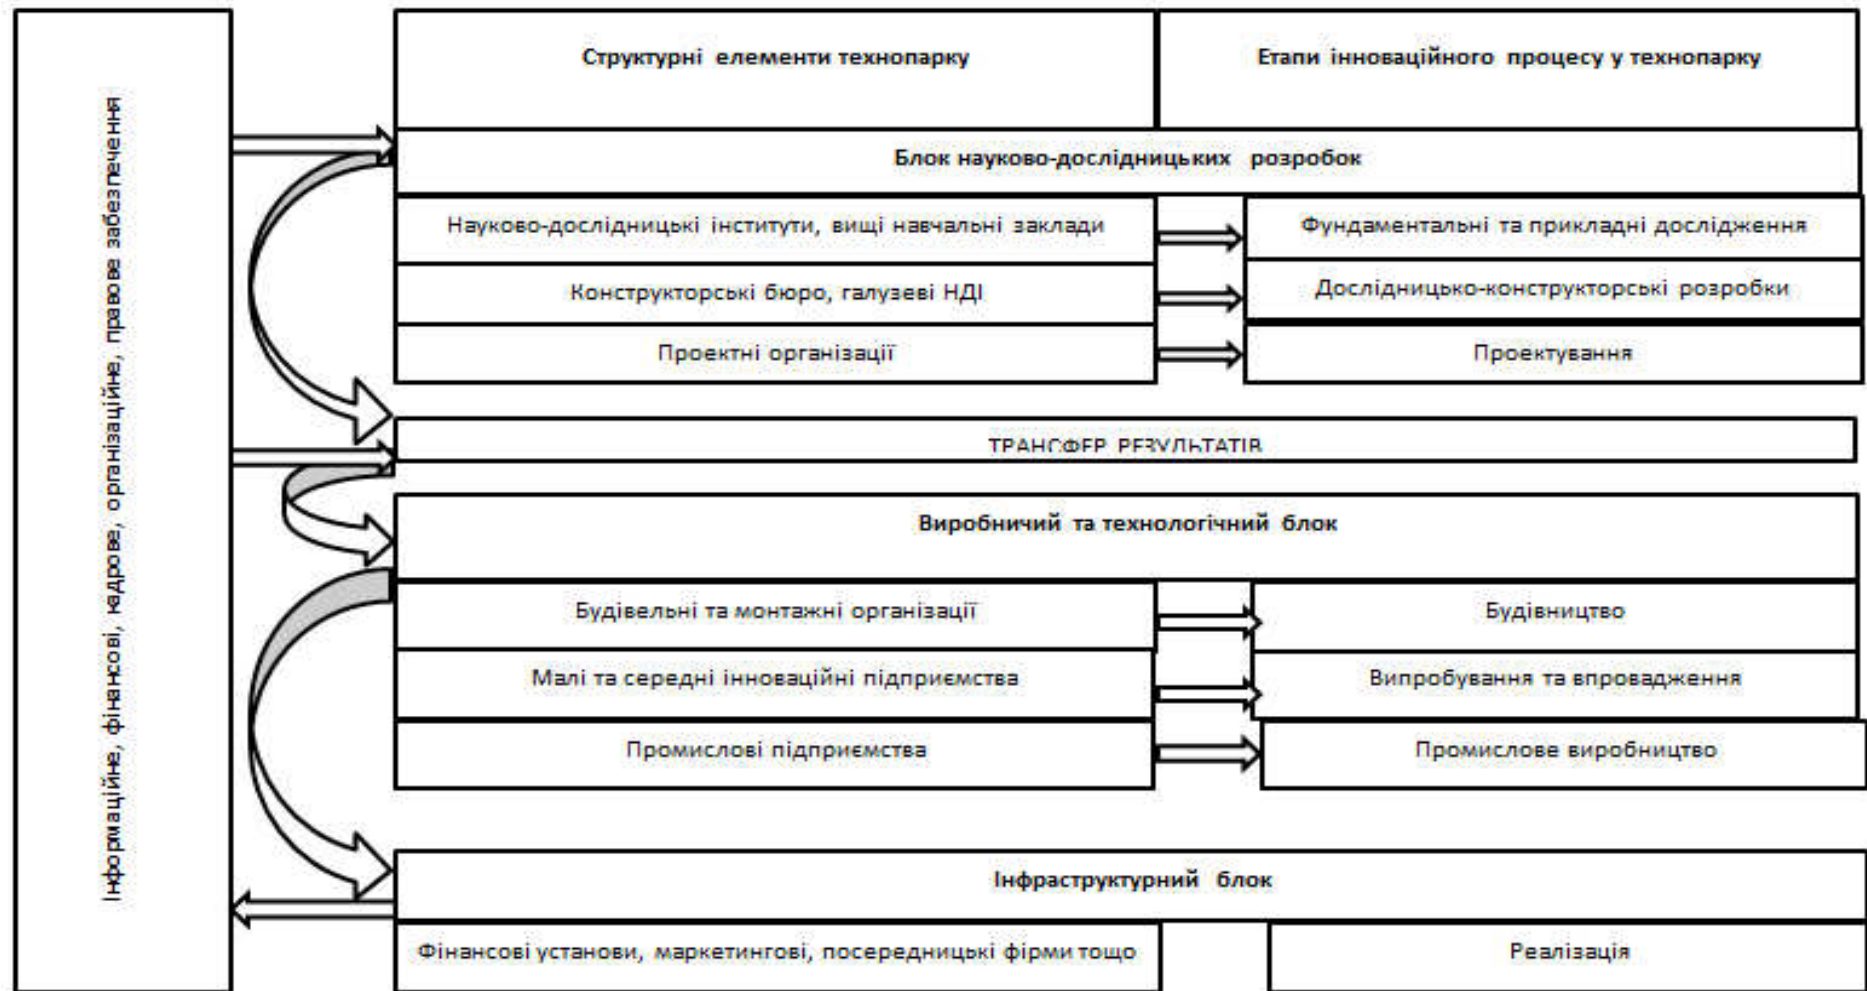 Інформаційне, фінансові, кадрове, організаційне, правове забезпечення
Структурні елементи технопарку
Етапи інноваційного процесу у технопарку
Блок науково-дослідницьких розробок
Науково-дослідницькі інститути, вищі навчальні заклади
Фундаментальні та прикладні дослідження
Конструкторські бюро, галузеві НДІ
Дослідницько-конструкторські розробки
Проектні організації
Проектування
ТРАНСФЕР РЕЗУЛЬТАТІВ
Виробничий та технологічний блок
Будівельні та монтажні організації
Будівництво
Малі та середні інноваційні підприємства
Випробування та впровадження
Промислові підприємства
Промислове виробництво
Інфраструктурний блок
Фінансові установи, маркетингові, посередницькі фірми тощо
Реалізація